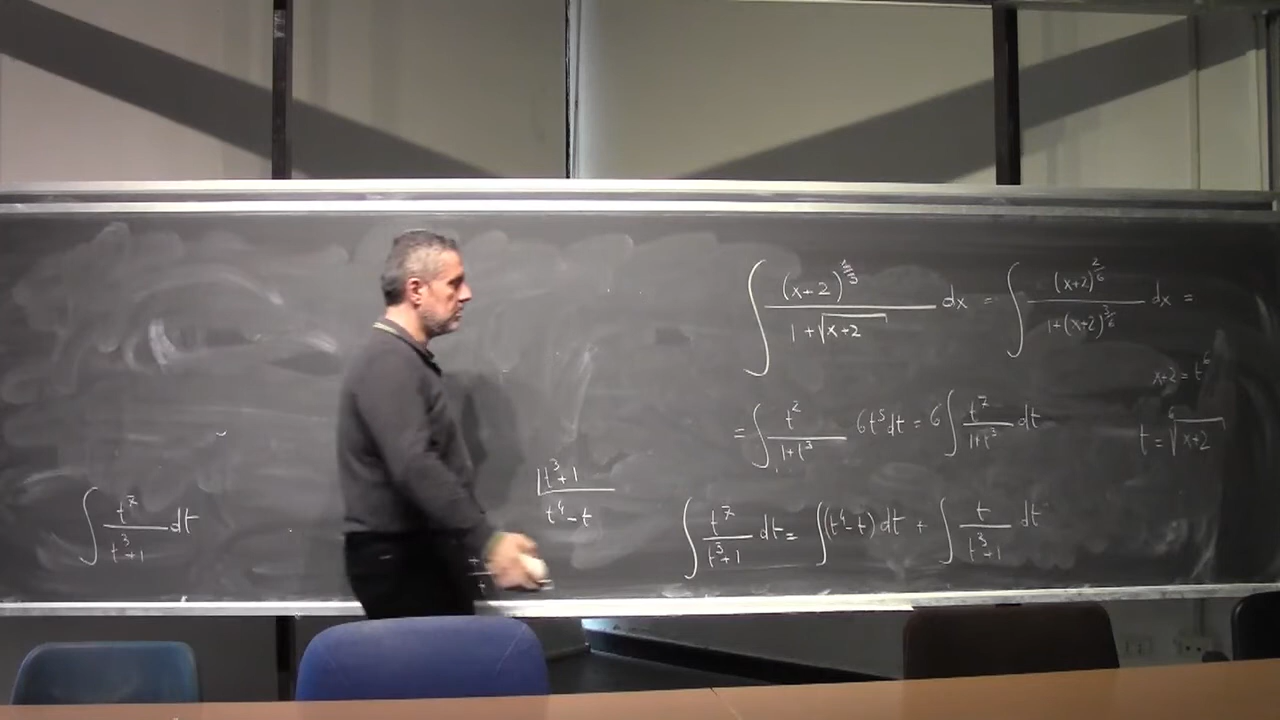 ∫ (x+2)^{1/3} / (1+√(x+2)) dx = ∫ (x+2)^{2/6} / (1+(x+2)^{3/6}) dx =
x+2 = t^6
= ∫ t^2 / (1+t^3) 6t^5 dt = 6 ∫ t^7 / (1+t^3) dt
t = ⁶√(x+2)
t^3+1
t^4-t
∫ t^7 / (t^3+1) dt
∫ t^7 / (t^3+1) dt = ∫(t^4-t) dt + ∫ t / (t^3+1) dt